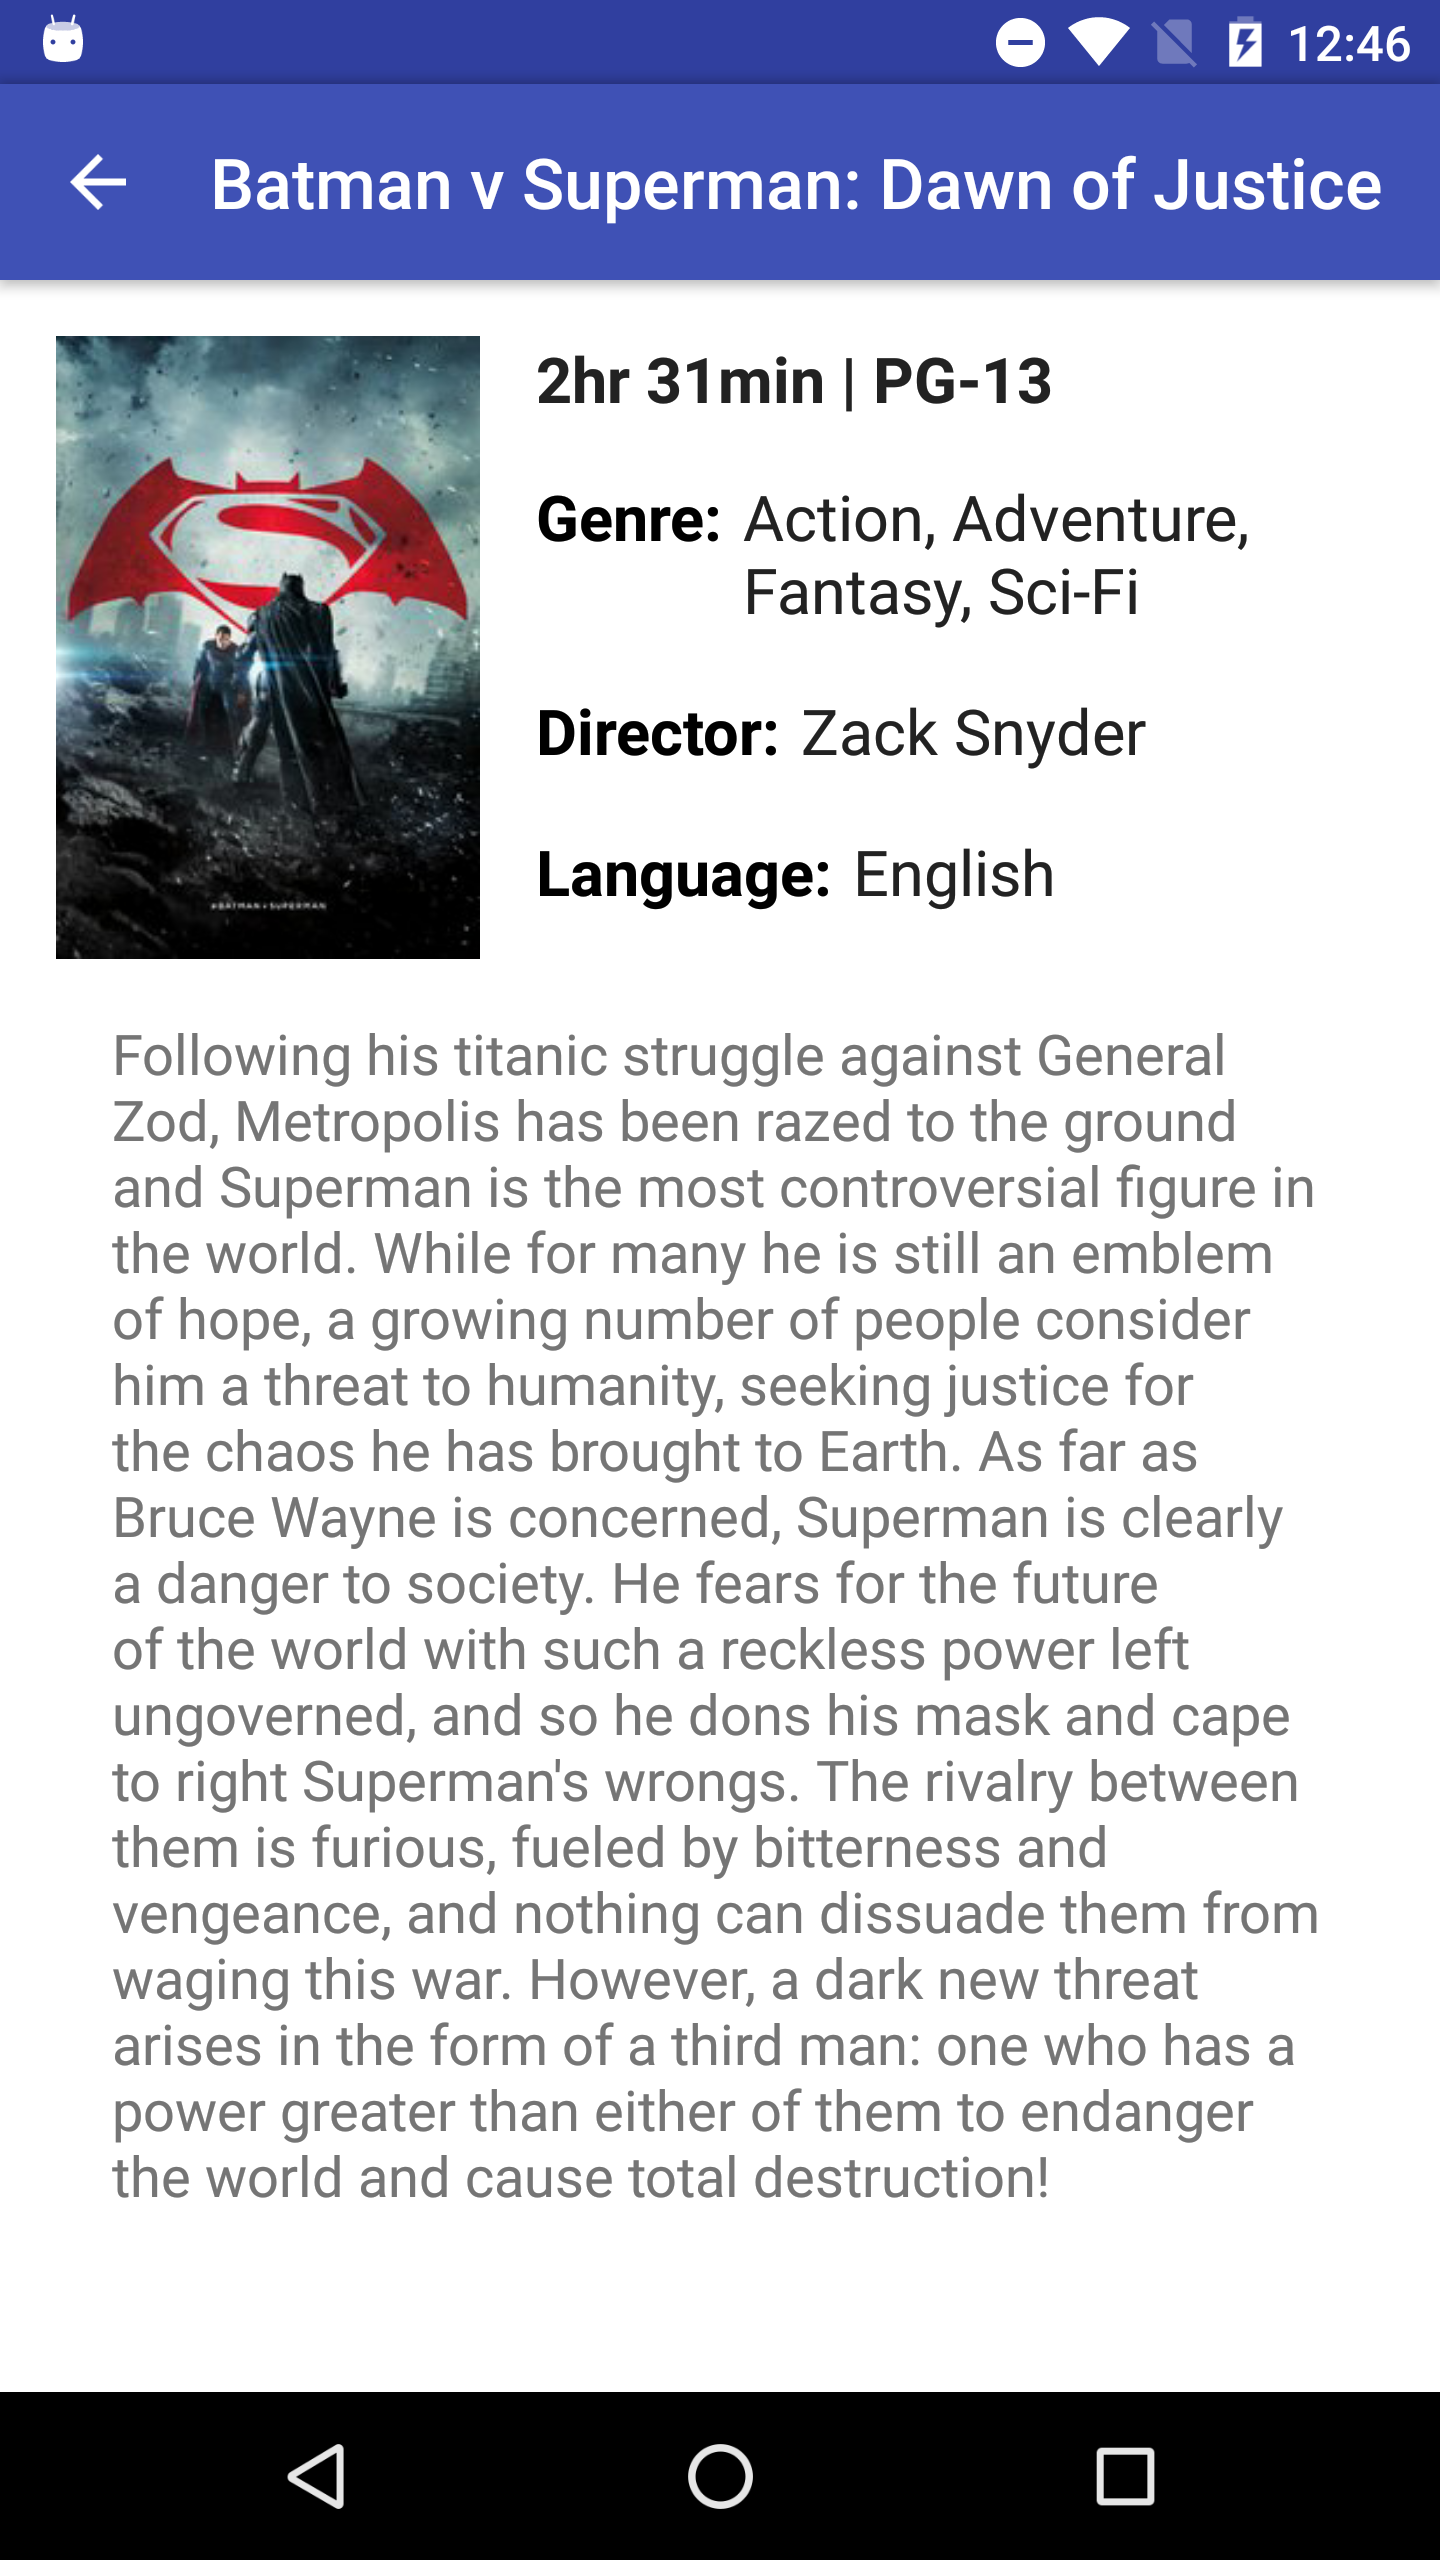 12:46
Batman v Superman: Dawn of Justice
2hr 31min | PG-13
Genre: Action, Adventure,
Fantasy, Sci-Fi
Director: Zack Snyder
Language: English
#BATMANvSUPERMAN
Following his titanic struggle against General
Zod, Metropolis has been razed to the ground
and Superman is the most controversial figure in
the world. While for many he is still an emblem
of hope, a growing number of people consider
him a threat to humanity, seeking justice for
the chaos he has brought to Earth. As far as
Bruce Wayne is concerned, Superman is clearly
a danger to society. He fears for the future
of the world with such a reckless power left
ungoverned, and so he dons his mask and cape
to right Superman's wrongs. The rivalry between
them is furious, fueled by bitterness and
vengeance, and nothing can dissuade them from
waging this war. However, a dark new threat
arises in the form of a third man: one who has a
power greater than either of them to endanger
the world and cause total destruction!